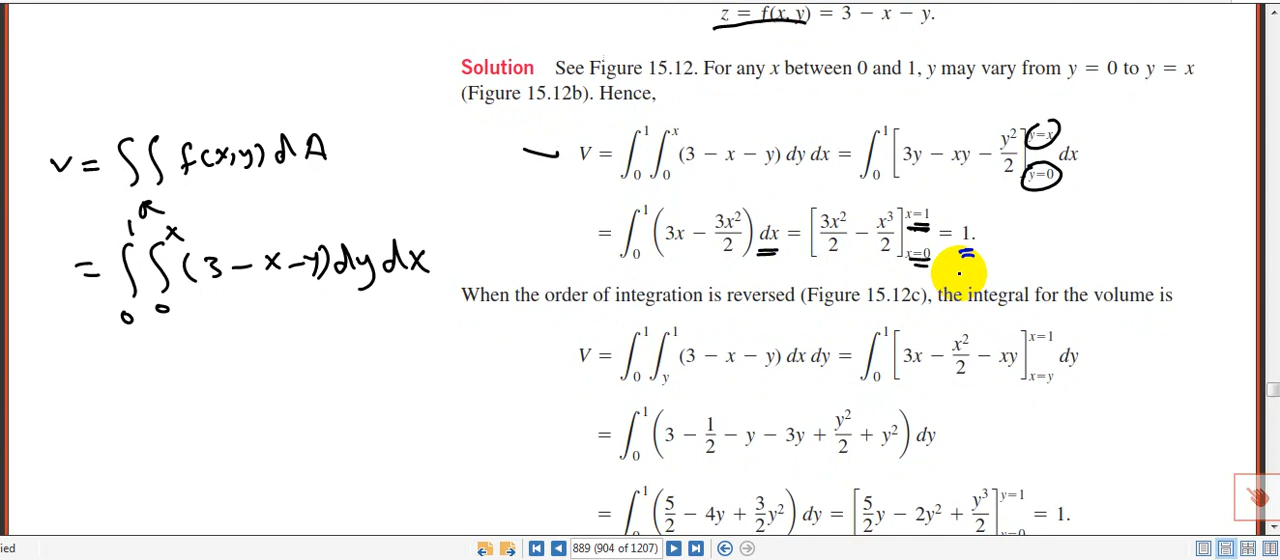 z = f(x, y) = 3 − x − y.
Solution See Figure 15.12. For any x between 0 and 1, y may vary from y = 0 to y = x
(Figure 15.12b). Hence,
V = ∫∫ f(x,y) dA
V = ∫₀¹ ∫₀ˣ (3 − x − y) dy dx = ∫₀¹ [3y − xy − y²/2]_{y=0}^{y=x} dx
= ∫₀¹ (3x − 3x²/2) dx = [3x²/2 − x³/2]_{x=0}^{x=1} = 1.
R
= ∫₀¹ ∫₀ˣ (3 − x − y) dy dx
When the order of integration is reversed (Figure 15.12c), the integral for the volume is
V = ∫₀¹ ∫_y¹ (3 − x − y) dx dy = ∫₀¹ [3x − x²/2 − xy]_{x=y}^{x=1} dy
= ∫₀¹ (3 − 1/2 − y − 3y + y²/2 + y²) dy
= ∫₀¹ (5/2 − 4y + 3/2 y²) dy = [5/2 y − 2y² + y³/2]_{y=0}^{y=1} = 1.
ied
889 (904 of 1207)